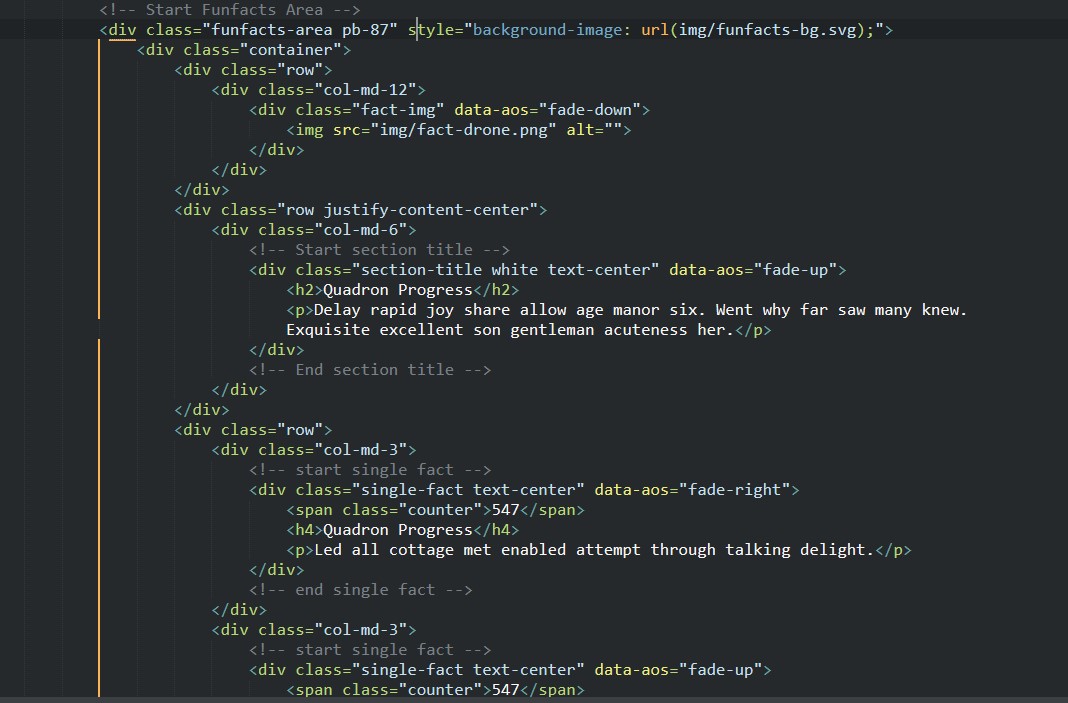 <!-- Start Funfacts Area -->
<div class="funfacts-area pb-87" style="background-image: url(img/funfacts-bg.svg);">
<div class="container">
<div class="row">
<div class="col-md-12">
<div class="fact-img" data-aos="fade-down">
<img src="img/fact-drone.png" alt="">
</div>
</div>
</div>
<div class="row justify-content-center">
<div class="col-md-6">
<!-- Start section title -->
<div class="section-title white text-center" data-aos="fade-up">
<h2>Quadron Progress</h2>
<p>Delay rapid joy share allow age manor six. Went why far saw many knew.
Exquisite excellent son gentleman acuteness her.</p>
</div>
<!-- End section title -->
</div>
</div>
<div class="row">
<div class="col-md-3">
<!-- start single fact -->
<div class="single-fact text-center" data-aos="fade-right">
<span class="counter">547</span>
<h4>Quadron Progress</h4>
<p>Led all cottage met enabled attempt through talking delight.</p>
</div>
<!-- end single fact -->
</div>
<div class="col-md-3">
<!-- start single fact -->
<div class="single-fact text-center" data-aos="fade-up">
<span class="counter">547</span>